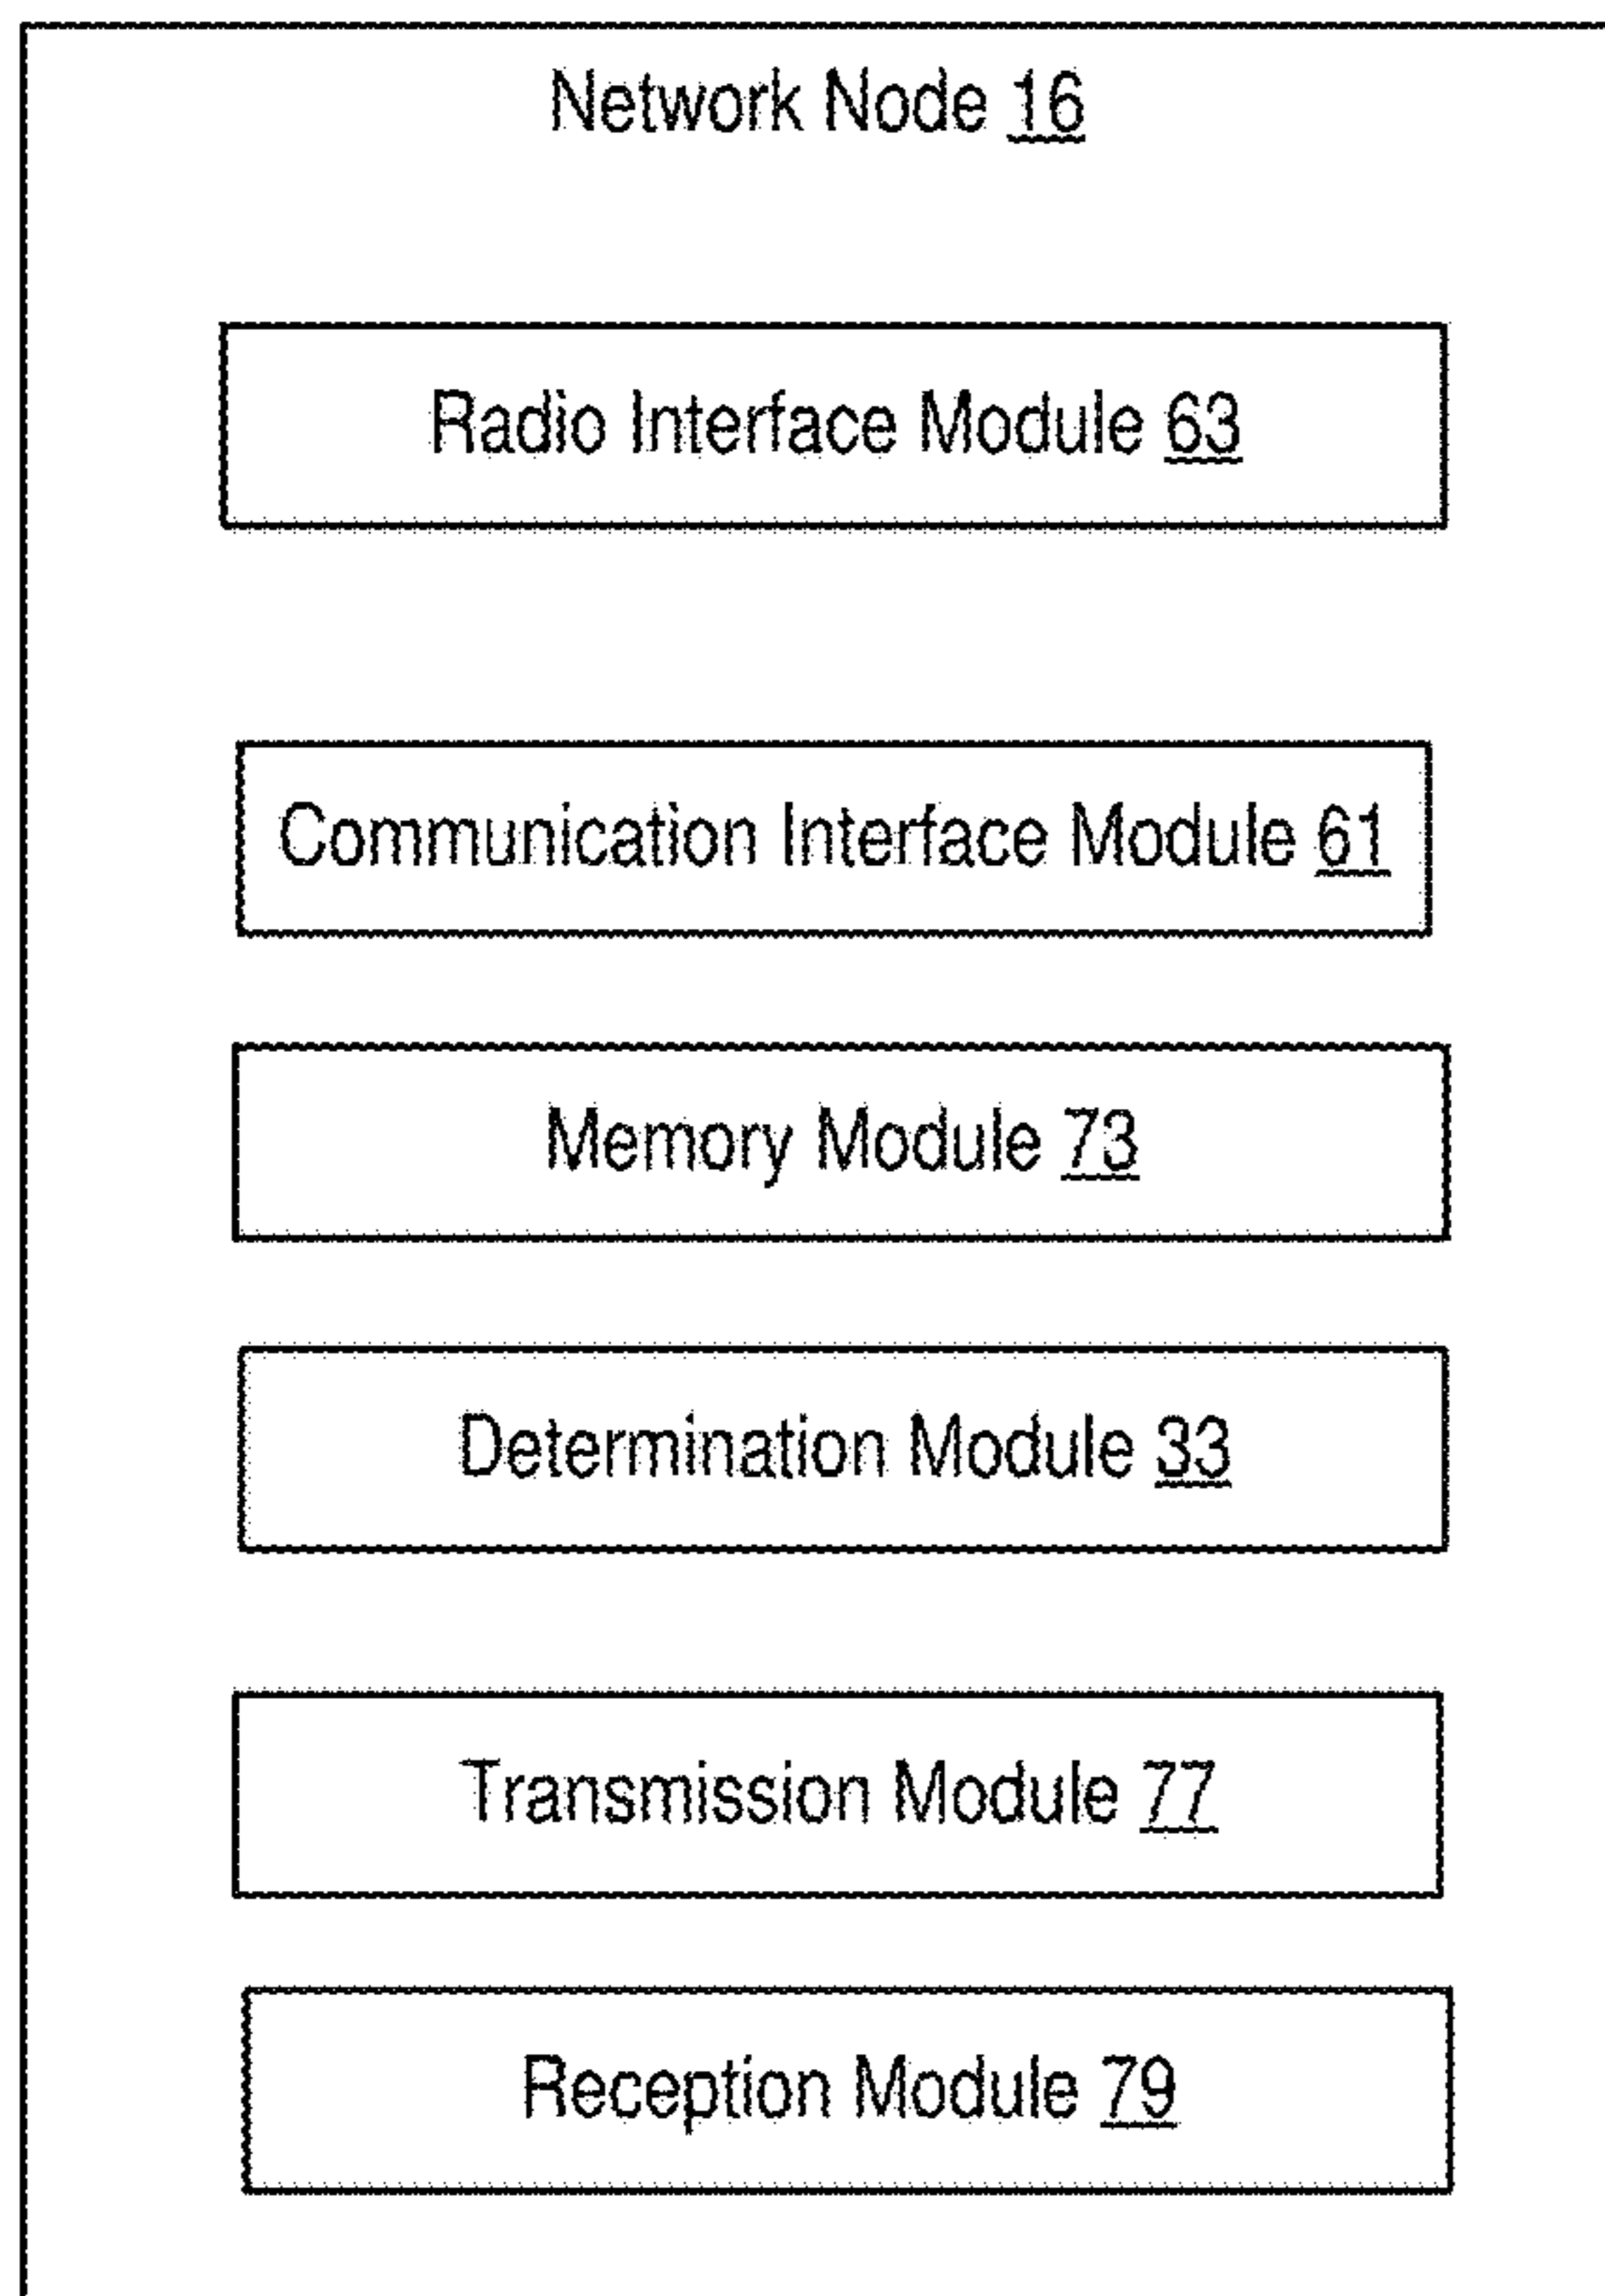 Network Node 16
Radio Interface Module 63
Communication Interface Module 61
Memory Module 73
Determination Module 33
Transmission Module 77
Reception Module 79